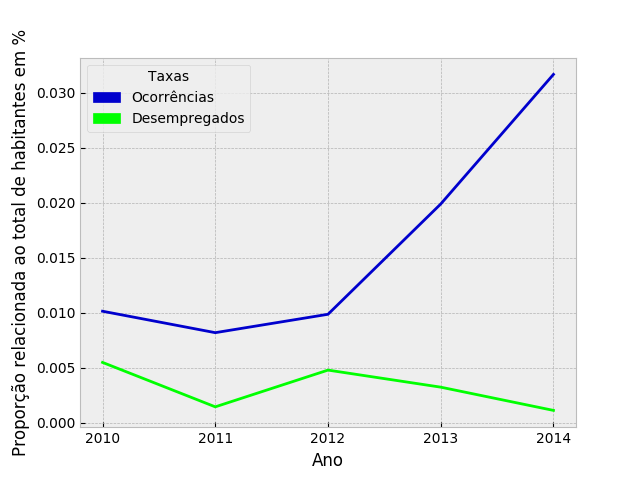 Proporção relacionada ao total de habitantes em %
Taxas
Ocorrências
Desempregados
0.030
0.025
0.020
0.015
0.010
0.005
0.000
2010 2011 2012 2013 2014
Ano